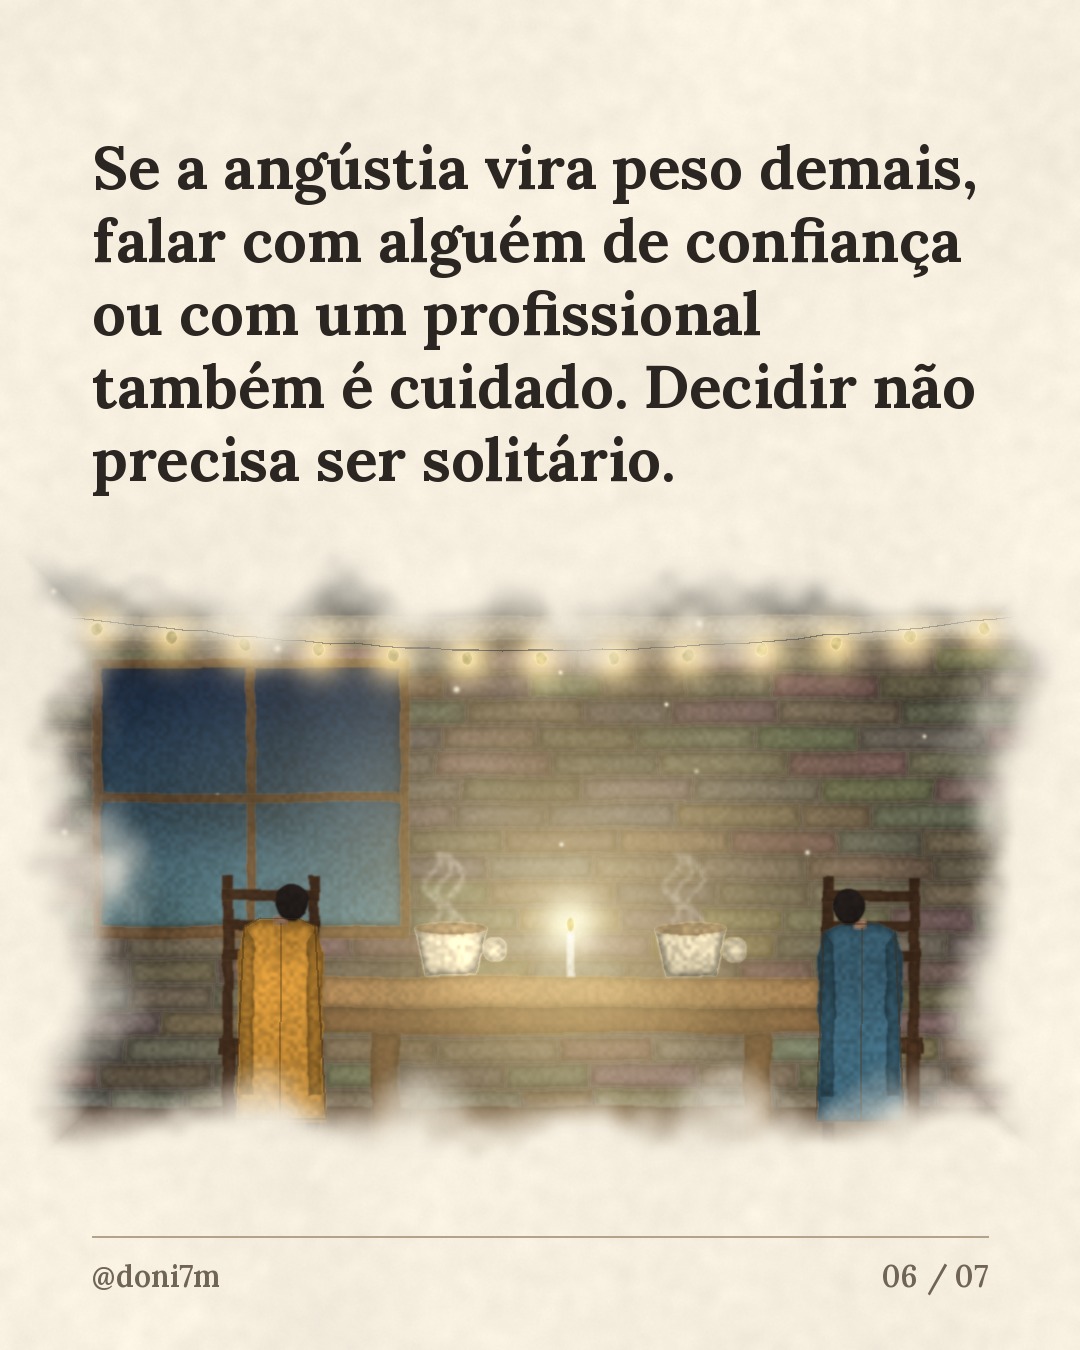 Se a angústia vira peso demais,
falar com alguém de confiança
ou com um profissional
também é cuidado. Decidir não
precisa ser solitário.
@doni7m
06 / 07